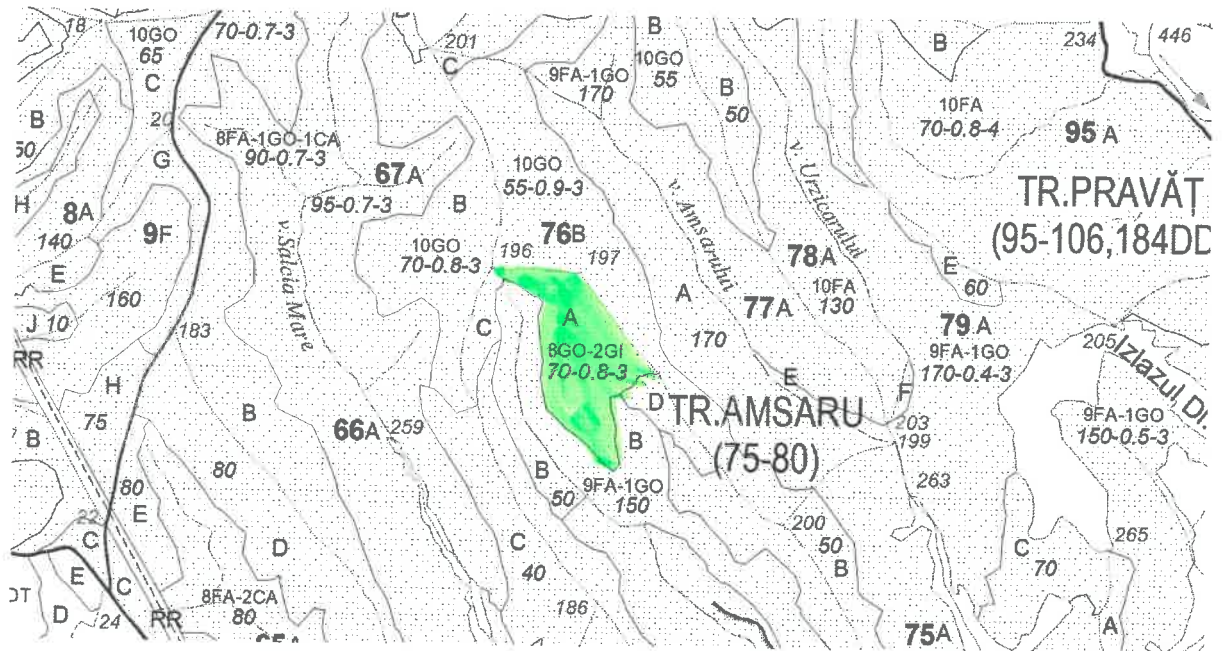 18
10GO
65
C
70-0.7-3
201
C
B
9FA-1GO
170
10GO
55
B
50
B
234
446
10FA
70-0.8-4
95 A
B
50
20
G
8FA-1GO-1CA
90-0.7-3
67A
95-0.7-3
B
10GO
55-0.9-3
76B
v. Amsarului
v. Urzicarului
TR.PRAVĂȚ
(95-106,184DD
H
8A
140
9F
E
160
v.Salcia Mare
10GO
70-0.8-3
196
197
78A
10FA
130
E
60
J 10
183
RR
C
A
8GO-2GI
70-0.8-3
A
170
77A
79A
9FA-1GO
170-0.4-3
205
Izlazul D
H
75
B
B
66A
259
E
F
D
TR.AMSARU
(75-80)
203
199
9FA-1GO
150-0.5-3
80
80
E
B
50
B
9FA-1GO
150
263
22
C
D
C
40
200
50
B
265
C
70
E
C
OT
D
24
RR
8FA-2CA
80
186
75A
A